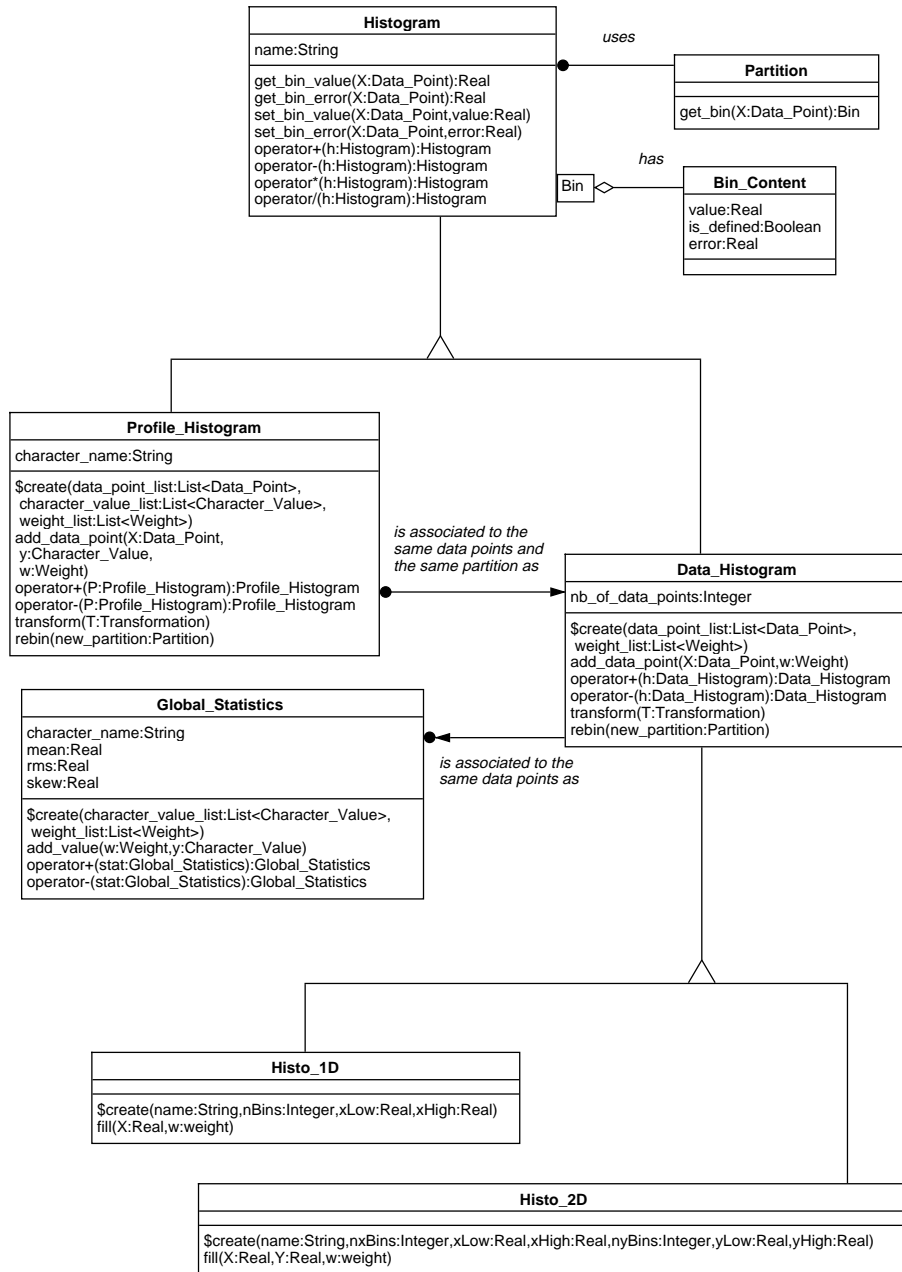 Histogram
name:String
get_bin_value(X:Data_Point):Real
get_bin_error(X:Data_Point):Real
set_bin_value(X:Data_Point,value:Real)
set_bin_error(X:Data_Point,error:Real)
operator+(h:Histogram):Histogram
operator-(h:Histogram):Histogram
operator*(h:Histogram):Histogram
operator/(h:Histogram):Histogram
uses
Partition
get_bin(X:Data_Point):Bin
has
Bin
Bin_Content
value:Real
is_defined:Boolean
error:Real
Profile_Histogram
character_name:String
$create(data_point_list:List<Data_Point>,
character_value_list:List<Character_Value>,
weight_list:List<Weight>)
add_data_point(X:Data_Point,
y:Character_Value,
w:Weight)
operator+(P:Profile_Histogram):Profile_Histogram
operator-(P:Profile_Histogram):Profile_Histogram
transform(T:Transformation)
rebin(new_partition:Partition)
is associated to the
same data points and
the same partition as
Data_Histogram
nb_of_data_points:Integer
$create(data_point_list:List<Data_Point>,
weight_list:List<Weight>)
add_data_point(X:Data_Point,w:Weight)
operator+(h:Data_Histogram):Data_Histogram
operator-(h:Data_Histogram):Data_Histogram
transform(T:Transformation)
rebin(new_partition:Partition)
Global_Statistics
character_name:String
mean:Real
rms:Real
skew:Real
$create(character_value_list:List<Character_Value>,
weight_list:List<Weight>)
add_value(w:Weight,y:Character_Value)
operator+(stat:Global_Statistics):Global_Statistics
operator-(stat:Global_Statistics):Global_Statistics
is associated to the
same data points as
Histo_1D
$create(name:String,nBins:Integer,xLow:Real,xHigh:Real)
fill(X:Real,w:weight)
Histo_2D
$create(name:String,nxBins:Integer,xLow:Real,xHigh:Real,nyBins:Integer,yLow:Real,yHigh:Real)
fill(X:Real,Y:Real,w:weight)